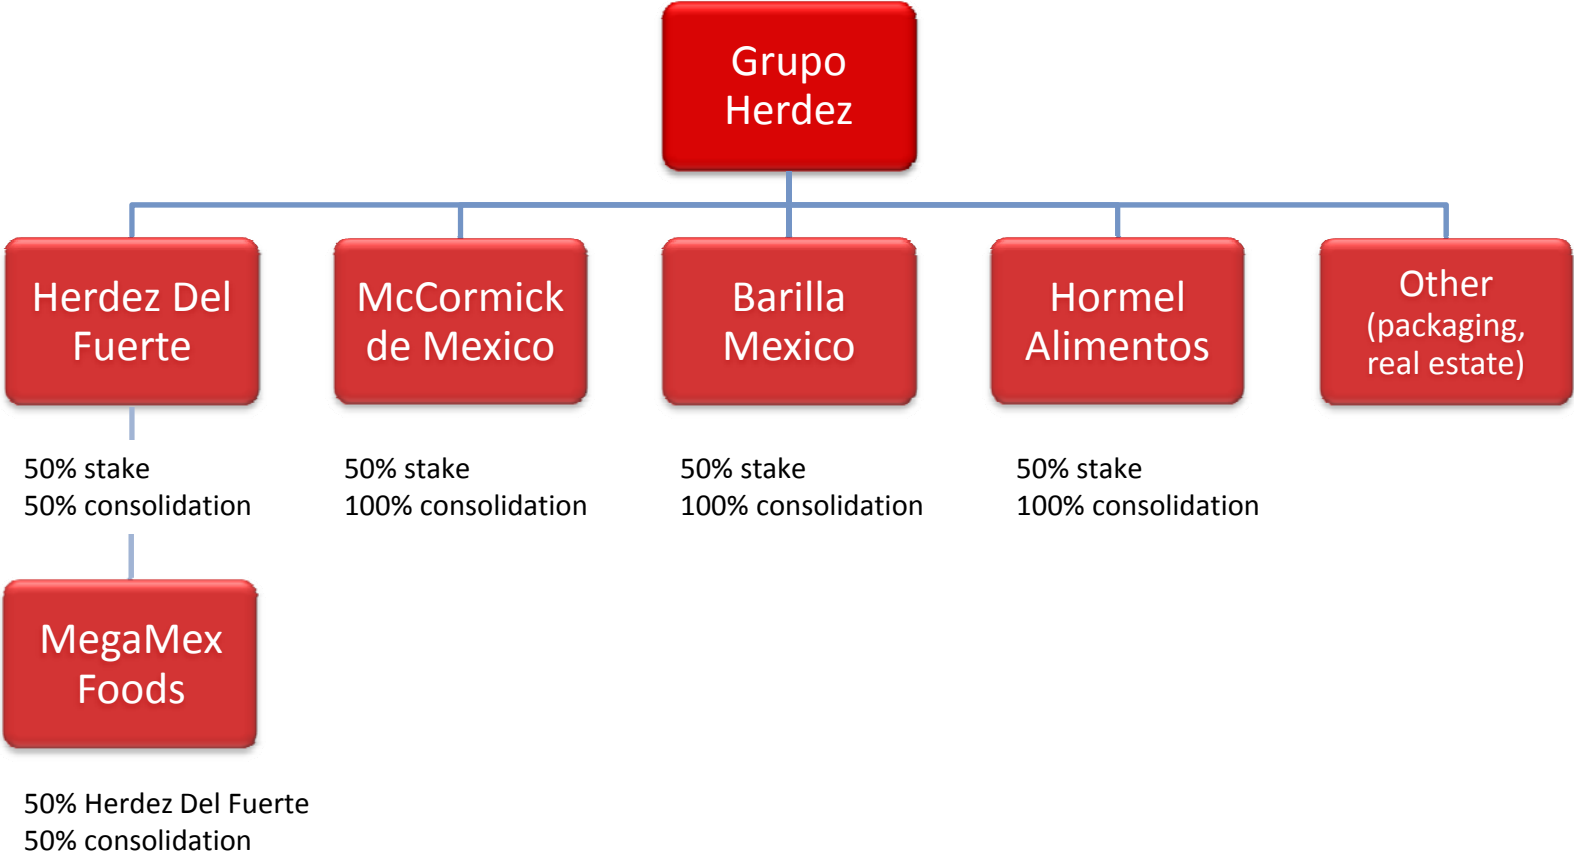 Grupo
Herdez
Herdez Del
Fuerte
McCormick
de Mexico
Barilla
Mexico
Hormel
Alimentos
Other
(packaging,
real estate)
50% stake
50% consolidation
50% stake
100% consolidation
50% stake
100% consolidation
50% stake
100% consolidation
MegaMex
Foods
50% Herdez Del Fuerte
50% consolidation